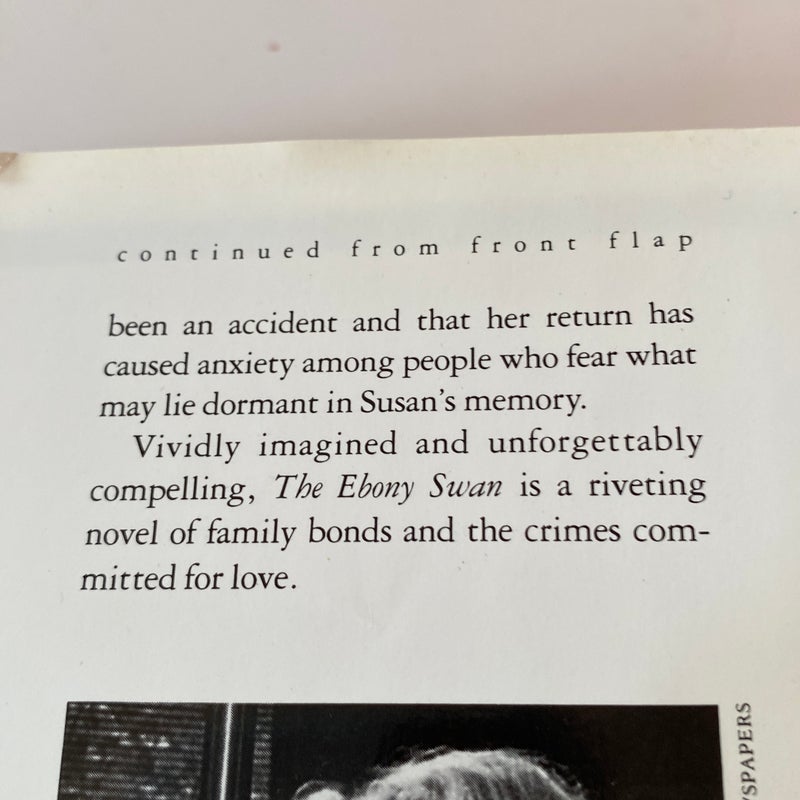 continued from front flap
been an accident and that her return has
caused anxiety among people who fear what
may lie dormant in Susan's memory.
Vividly imagined and unforgettably
compelling, The Ebony Swan is a riveting
novel of family bonds and the crimes com-
mitted for love.